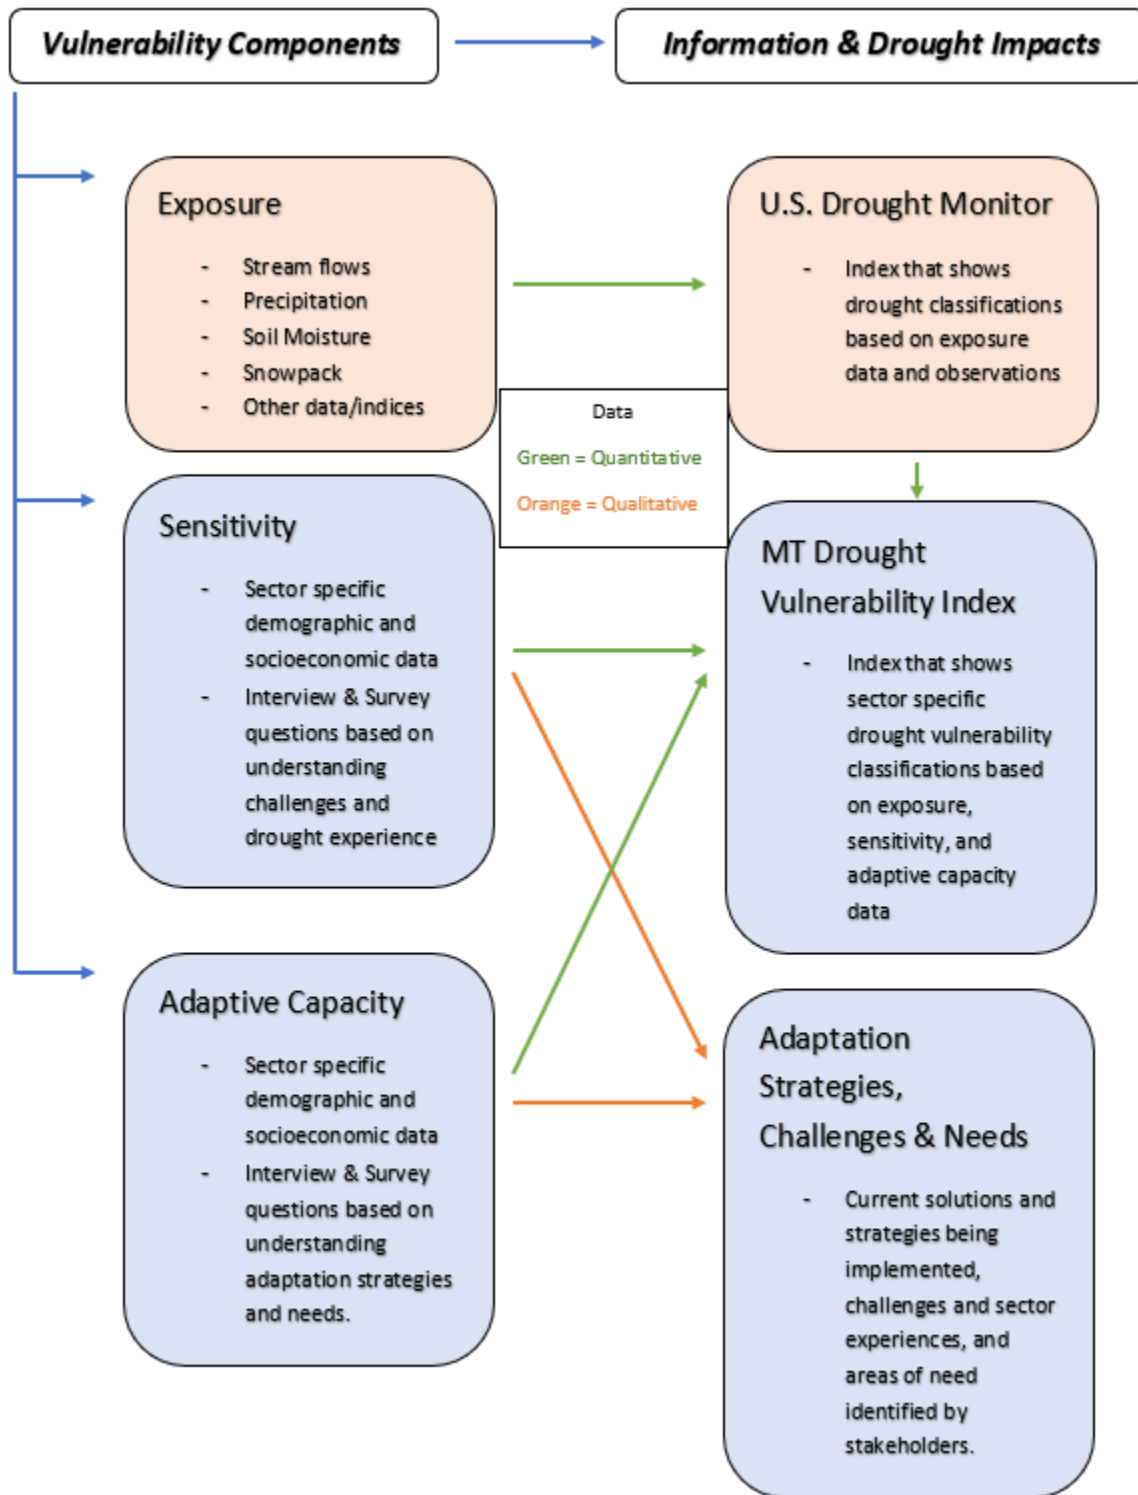 Vulnerability Components
Information & Drought Impacts
Exposure
- Stream flows
- Precipitation
- Soil Moisture
- Snowpack
- Other data/indices
U.S. Drought Monitor
- Index that shows
drought classifications
based on exposure
data and observations
Data
Green = Quantitative
Orange = Qualitative
Sensitivity
- Sector specific
demographic and
socioeconomic data
- Interview & Survey
questions based on
understanding
challenges and
drought experience
MT Drought
Vulnerability Index
- Index that shows
sector specific
drought vulnerability
classifications based
on exposure,
sensitivity, and
adaptive capacity
data
Adaptive Capacity
- Sector specific
demographic and
socioeconomic data
- Interview & Survey
questions based on
understanding
adaptation strategies
and needs.
Adaptation
Strategies,
Challenges & Needs
- Current solutions and
strategies being
implemented,
challenges and sector
experiences, and
areas of need
identified by
stakeholders.